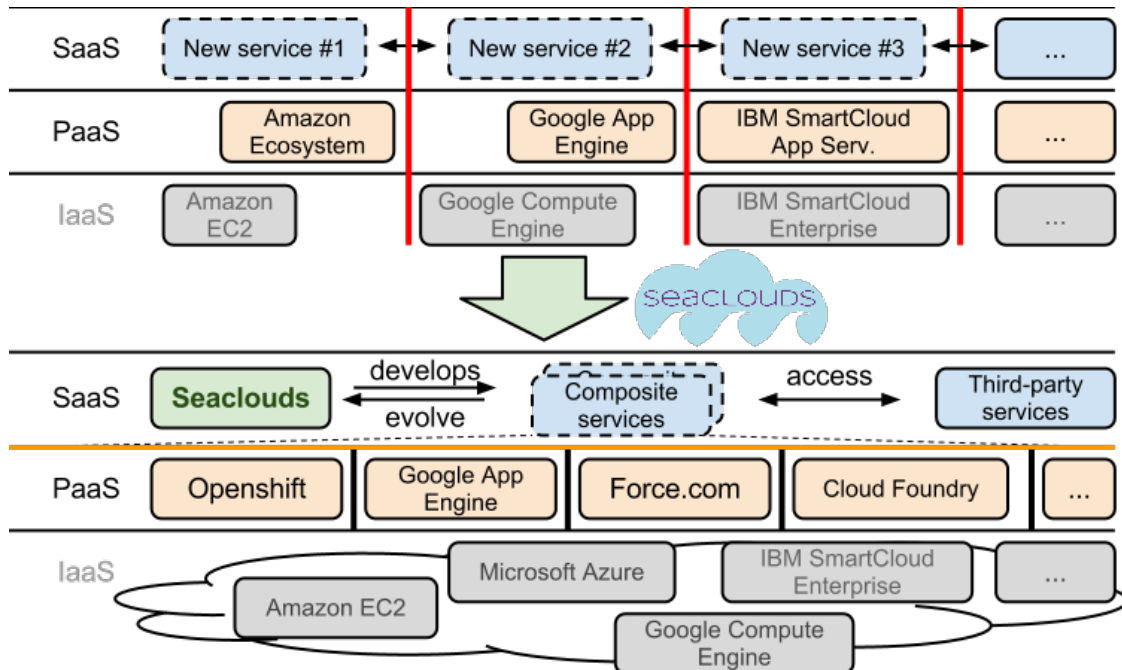 SaaS
New service #1
New service #2
New service #3
...
PaaS
Amazon
Ecosystem
Google App
Engine
IBM SmartCloud
App Serv.
...
IaaS
Amazon
EC2
Google Compute
Engine
IBM SmartCloud
Enterprise
...
seaclouds
SaaS
Seaclouds
develops
evolve
Composite
services
access
Third-party
services
PaaS
Openshift
Google App
Engine
Force.com
Cloud Foundry
...
IaaS
Amazon EC2
Microsoft Azure
IBM SmartCloud
Enterprise
Google Compute
Engine
...